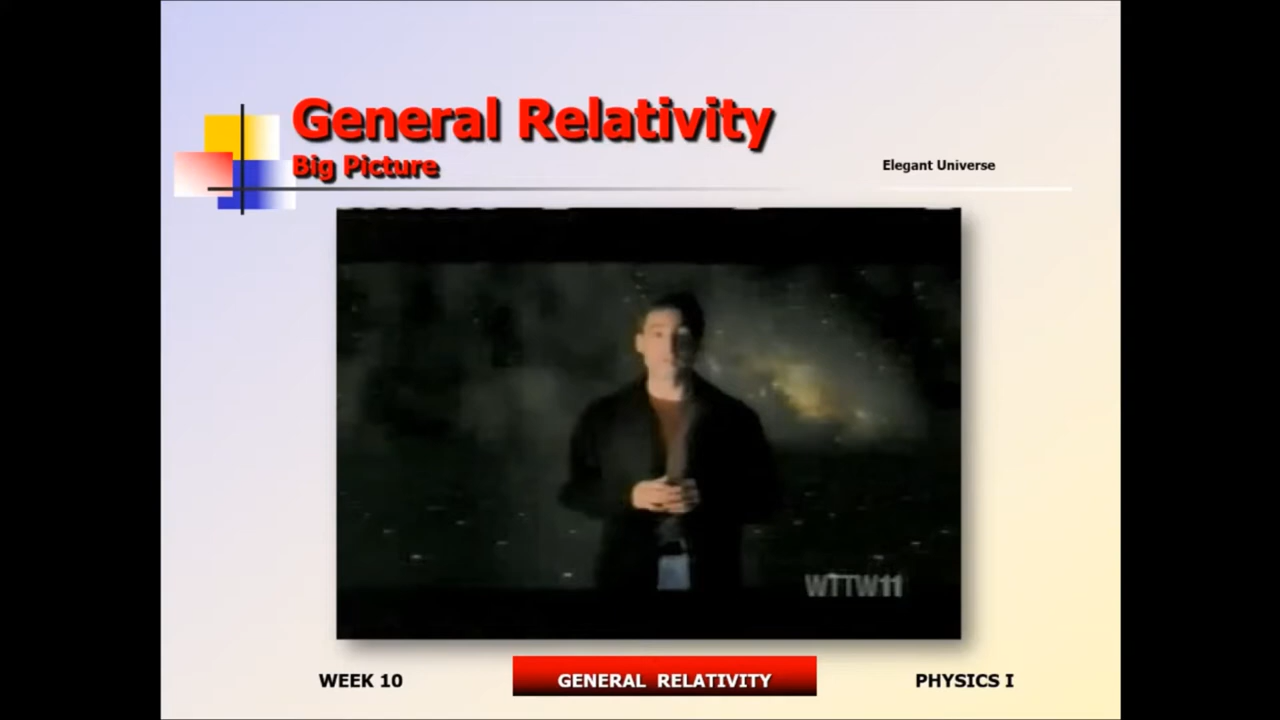 General Relativity
Big Picture
Elegant Universe
WTTW11
WEEK 10
GENERAL RELATIVITY
PHYSICS I